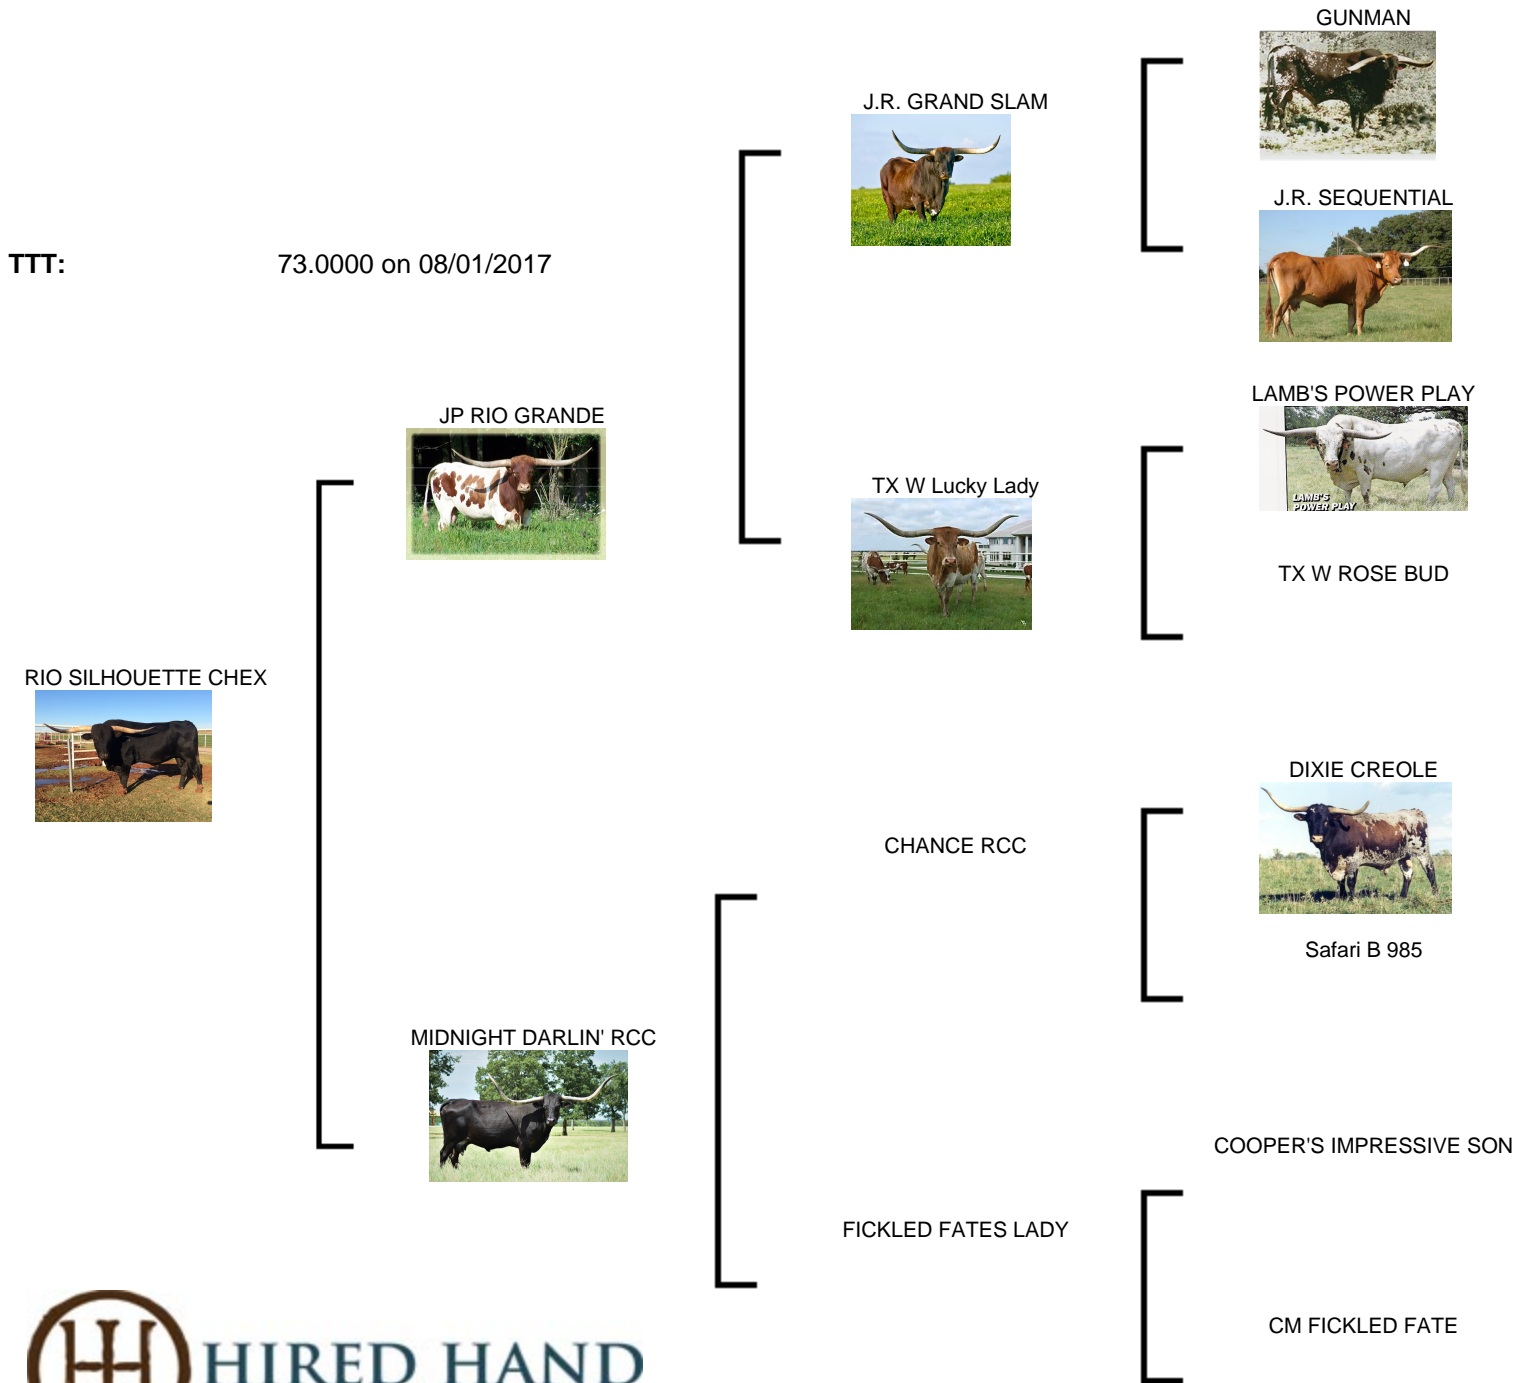 GUNMAN
J.R. GRAND SLAM
J.R. SEQUENTIAL
TTT: 73.0000 on 08/01/2017
LAMB'S POWER PLAY
JP RIO GRANDE
LAMB'S
POWER PLAY
TX W Lucky Lady
TX W ROSE BUD
RIO SILHOUETTE CHEX
DIXIE CREOLE
CHANCE RCC
Safari B 985
MIDNIGHT DARLIN' RCC
COOPER'S IMPRESSIVE SON
FICKLED FATES LADY
CM FICKLED FATE
HIRED HAND